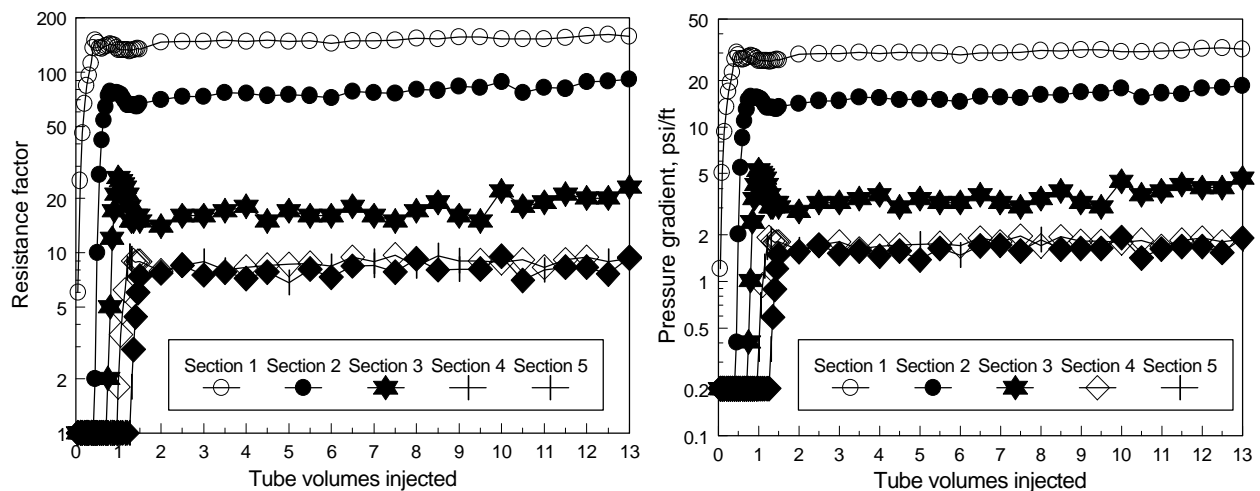 Resistance factor
200
100
50
20
10
5
2
1
Section 1 Section 2 Section 3 Section 4 Section 5
0 1 2 3 4 5 6 7 8 9 10 11 12 13
Tube volumes injected
Pressure gradient, psi/ft
50
20
10
5
2
1
0.5
0.2
0.1
Section 1 Section 2 Section 3 Section 4 Section 5
0 1 2 3 4 5 6 7 8 9 10 11 12 13
Tube volumes injected